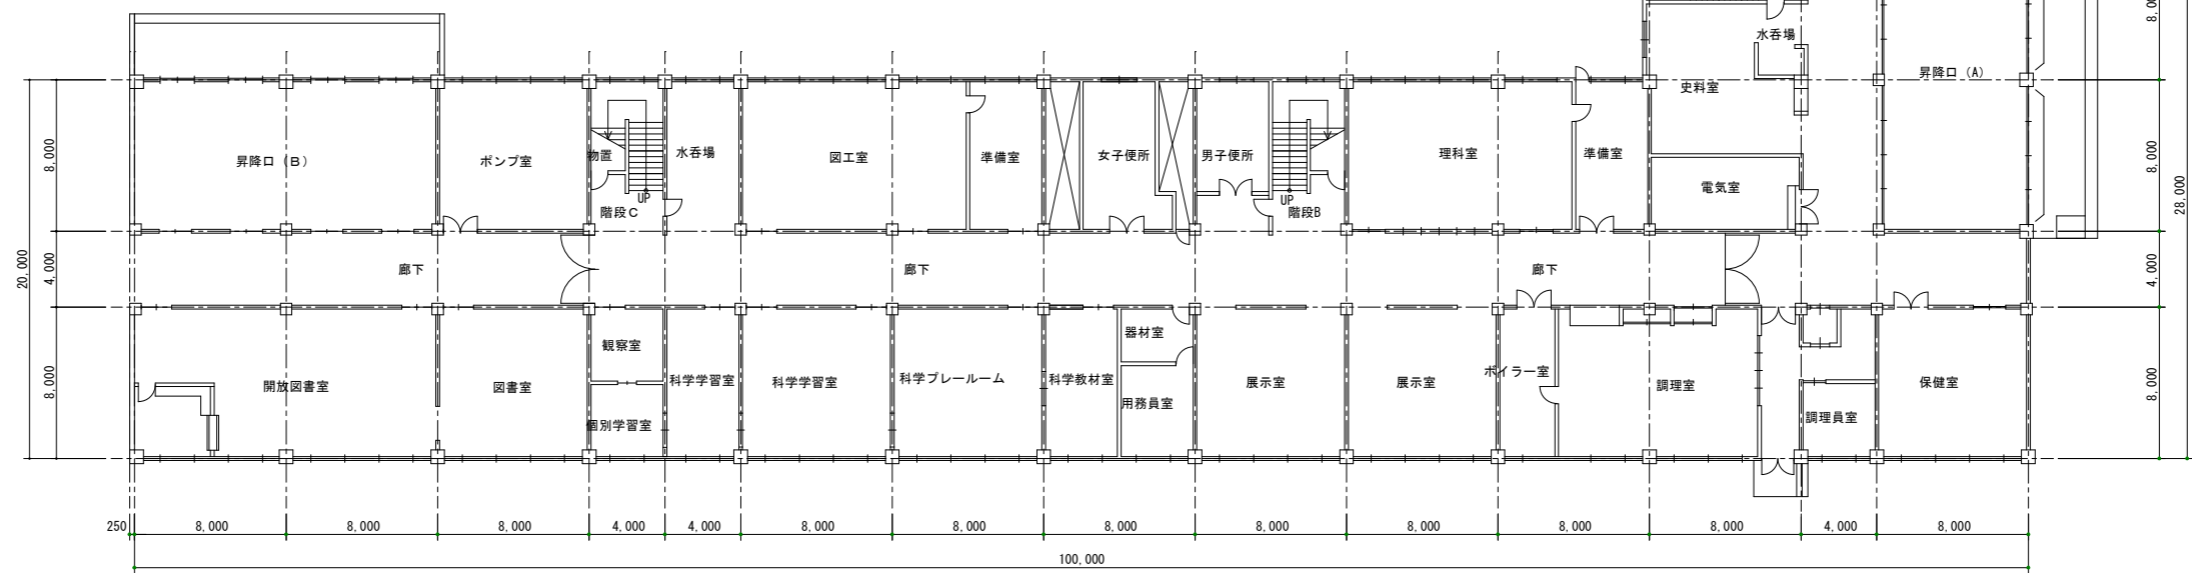 8,000
水呑場
昇降口 (A)
史料室
8,000
昇降口 (B)
ポンプ室
物置
水呑場
図工室
準備室
女子便所
男子便所
理科室
準備室
8,000
電気室
28,000
UP
階段C
UP
階段B
20,000
4,000
廊下
廊下
廊下
4,000
観察室
器材室
8,000
開放図書室
図書室
科学学習室
科学学習室
科学プレールーム
科学教材室
展示室
展示室
ボイラー室
調理室
保健室
8,000
用務員室
個別学習室
調理員室
250
8,000
8,000
8,000
4,000
4,000
8,000
8,000
8,000
8,000
8,000
8,000
8,000
4,000
8,000
100,000